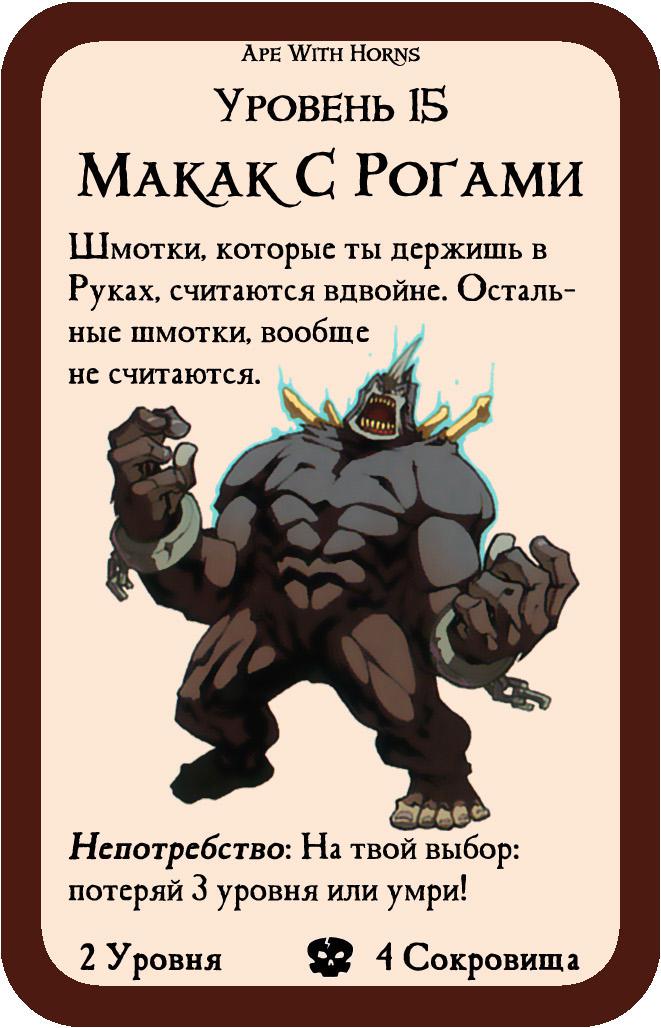 Ape With Horns
Уровень 15
Макак С Рогами
Шмотки, которые ты держишь в
Руках, считаются вдвойне. Осталь-
ные шмотки, вообще
не считаются.
Непотребство: На твой выбор:
потеряй 3 уровня или умри!
2 Уровня 4 Сокровища